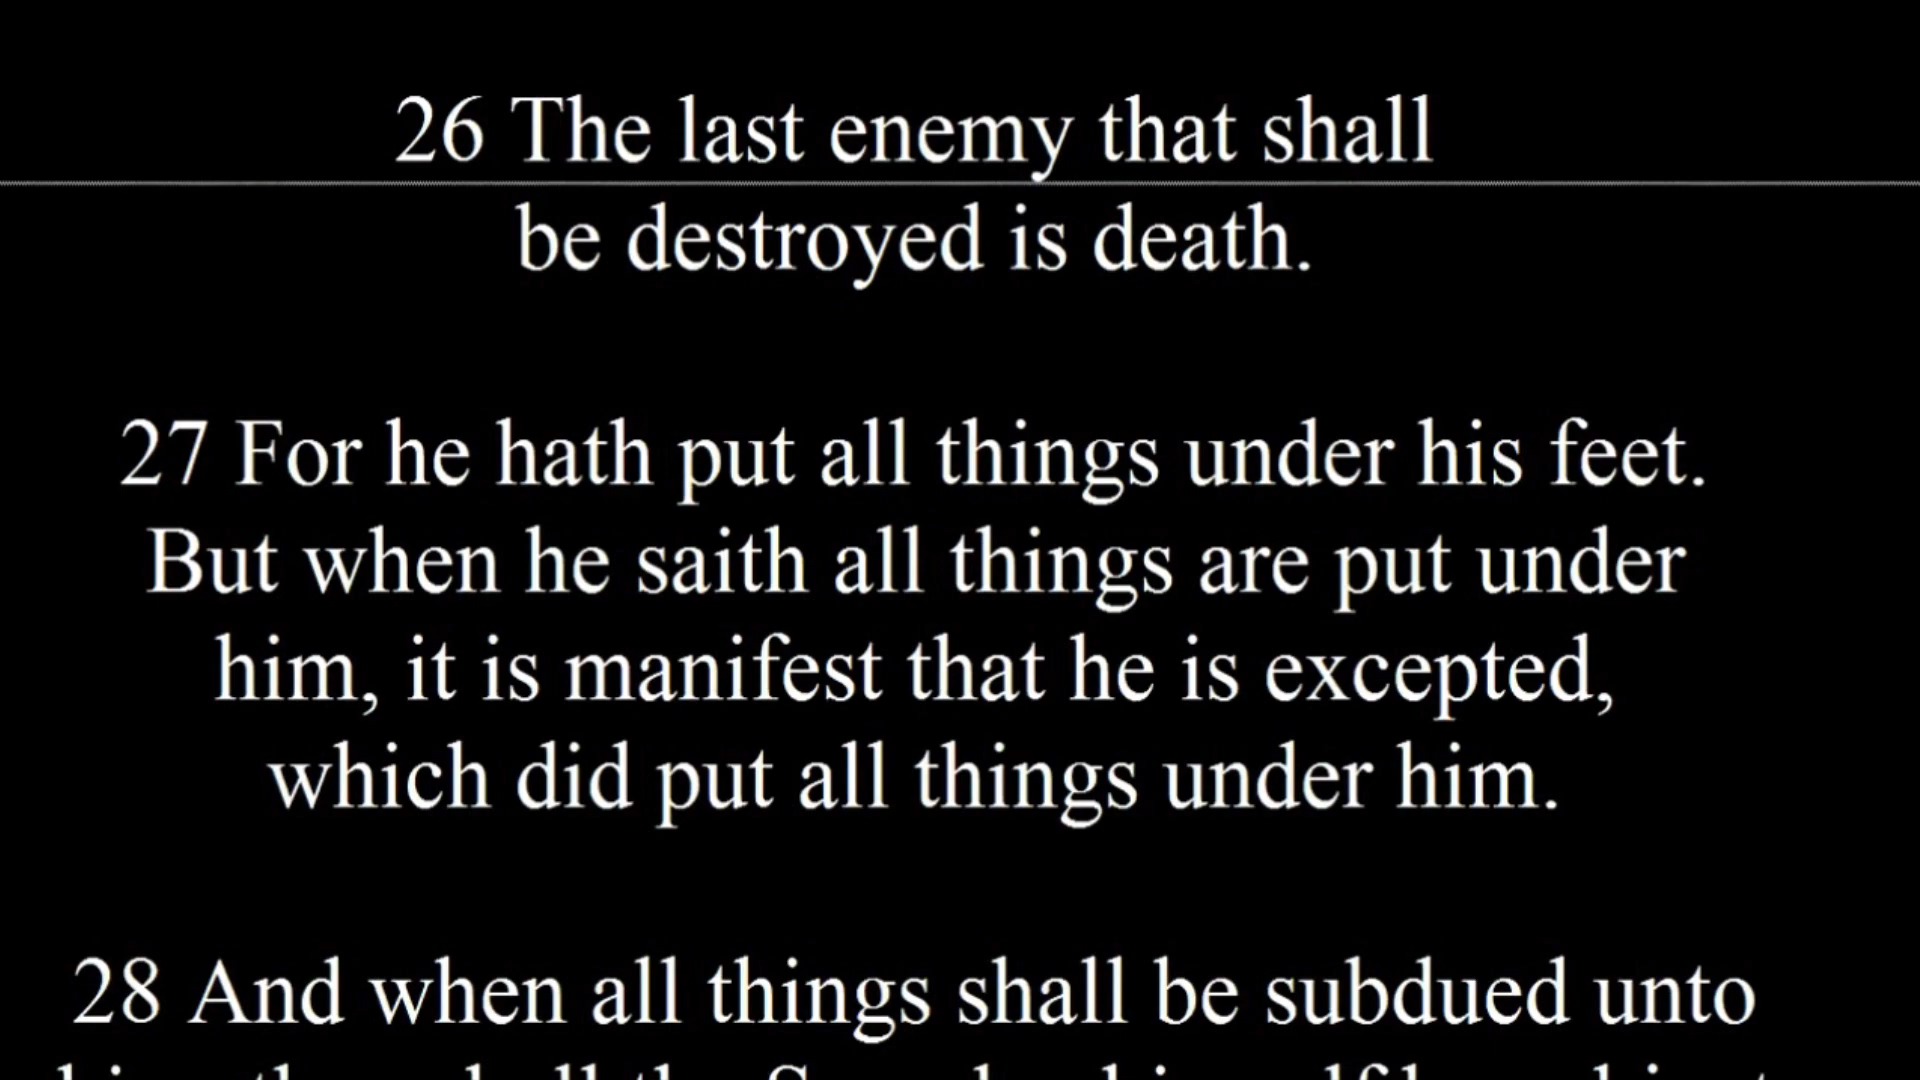 26 The last enemy that shall
be destroyed is death.
27 For he hath put all things under his feet.
But when he saith all things are put under
him, it is manifest that he is excepted,
which did put all things under him.
28 And when all things shall be subdued unto